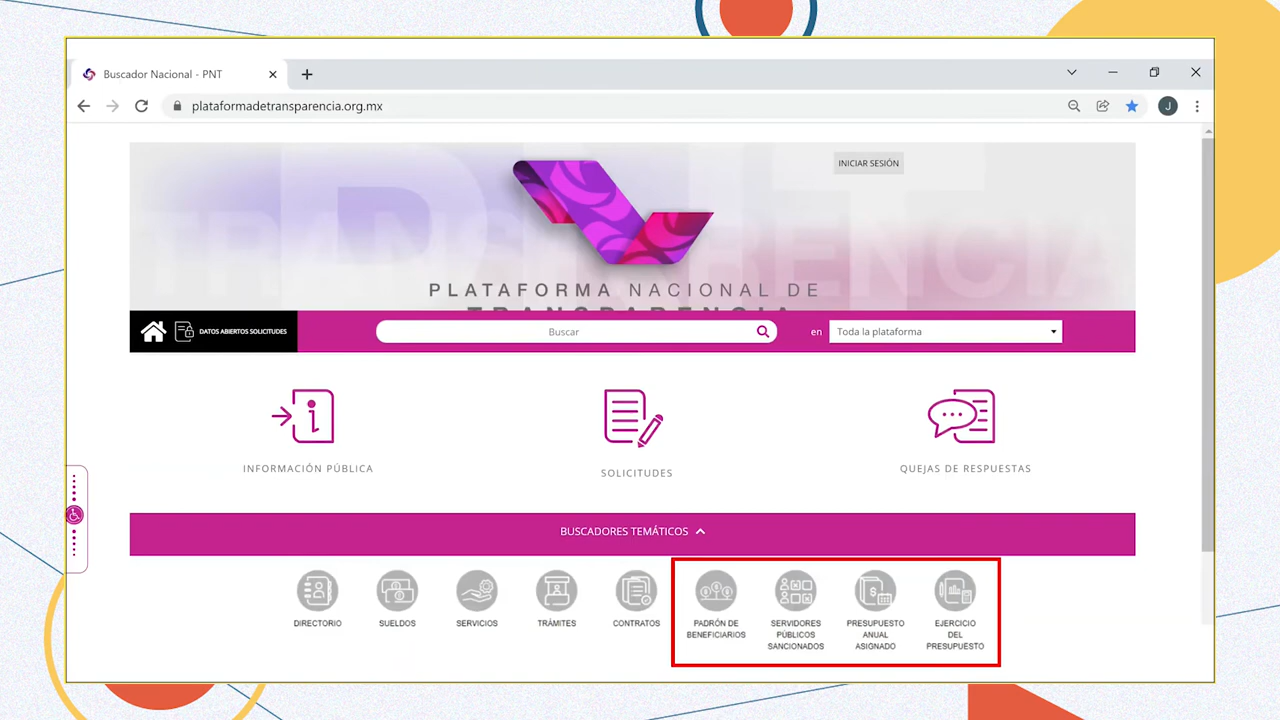 Buscador Nacional - PNT
plataformadetransparencia.org.mx
J
INICIAR SESIÓN
PLATAFORMA NACIONAL DE
TRANSPARENCIA
DATOS ABIERTOS SOLICITUDES
Buscar
en
Toda la plataforma
INFORMACIÓN PÚBLICA
SOLICITUDES
QUEJAS DE RESPUESTAS
BUSCADORES TEMÁTICOS
DIRECTORIO
SUELDOS
SERVICIOS
TRÁMITES
CONTRATOS
PADRÓN DE
BENEFICIARIOS
SERVIDORES
PÚBLICOS
SANCIONADOS
PRESUPUESTO
ANUAL
ASIGNADO
EJERCICIO
DEL
PRESUPUESTO